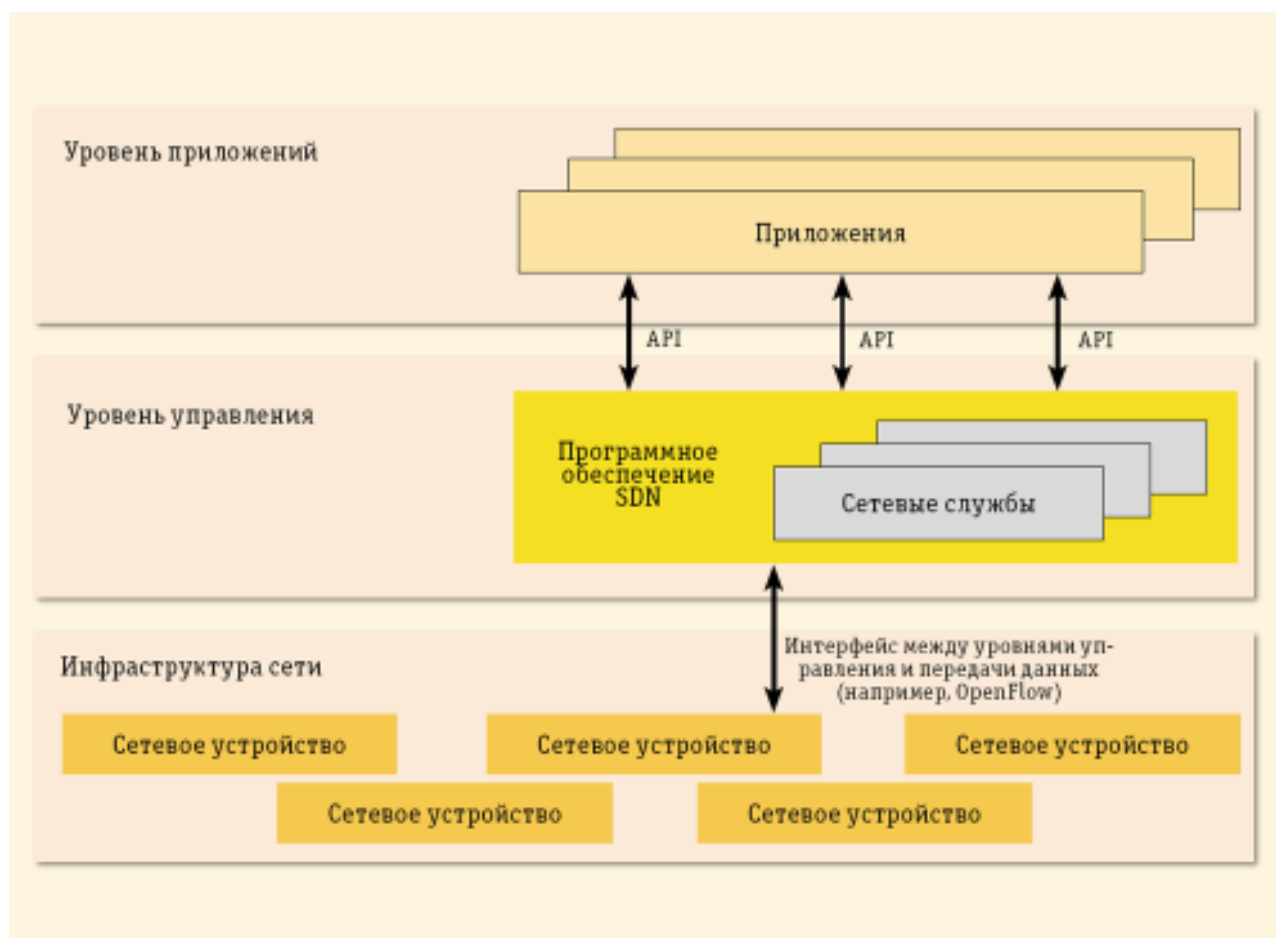 Уровень приложений
Приложения
API
API
API
Уровень управления
Программное
обеспечение
SDN
Сетевые службы
Интерфейс между уровнями уп-
равления и передачи данных
(например, OpenFlow)
Инфраструктура сети
Сетевое устройство
Сетевое устройство
Сетевое устройство
Сетевое устройство
Сетевое устройство